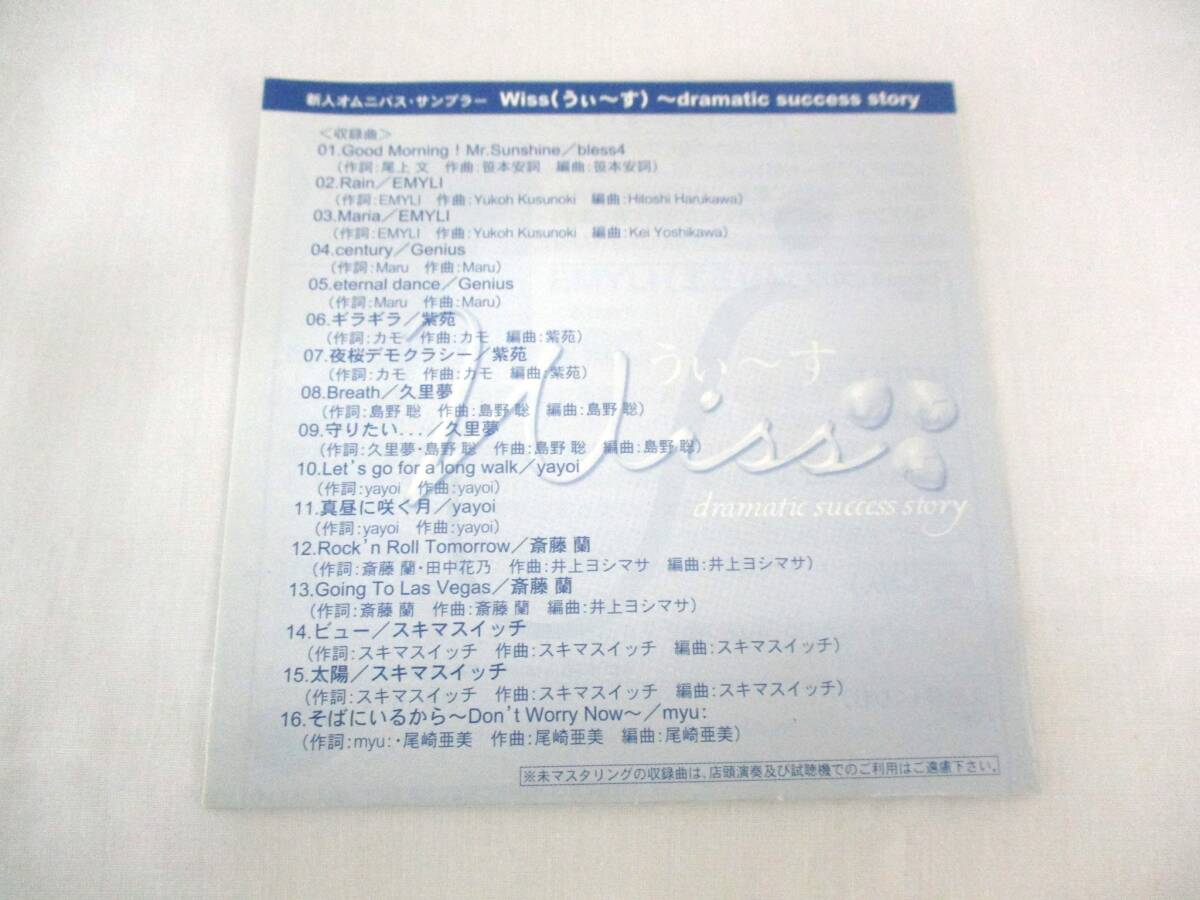 新人オムニバス・サンプラー Wiss(うぃ〜す) 〜dramatic success story
＜収録曲＞
01.Good Morning！Mr.Sunshine／bless4
（作詞：尾上 文　作曲：笹本安詞　編曲：笹本安詞）
02.Rain／EMYLI
（作詞：EMYLI　作曲：Yukoh Kusunoki　編曲：Hitoshi Harukawa）
03.Maria／EMYLI
（作詞：EMYLI　作曲：Yukoh Kusunoki　編曲：Kei Yoshikawa）
04.century／Genius
（作詞：Maru　作曲：Maru）
05.eternal dance／Genius
（作詞：Maru　作曲：Maru）
06.ギラギラ／紫苑
（作詞：カモ　作曲：カモ　編曲：紫苑）
07.夜桜デモクラシー／紫苑
（作詞：カモ　作曲：カモ　編曲：紫苑）
08.Breath／久里夢
（作詞：島野 聡　作曲：島野 聡　編曲：島野 聡）
09.守りたい...／久里夢
（作詞：久里夢・島野 聡　作曲：島野 聡　編曲：島野 聡）
10.Let's go for a long walk／yayoi
（作詞：yayoi　作曲：yayoi）
11.真昼に咲く月／yayoi
（作詞：yayoi　作曲：yayoi）
12.Rock'n Roll Tomorrow／斎藤 蘭
（作詞：斎藤 蘭・田中花乃　作曲：井上ヨシマサ　編曲：井上ヨシマサ）
13.Going To Las Vegas／斎藤 蘭
（作詞：斎藤 蘭　作曲：斎藤 蘭　編曲：井上ヨシマサ）
14.ビュー／スキマスイッチ
（作詞：スキマスイッチ　作曲：スキマスイッチ　編曲：スキマスイッチ）
15.太陽／スキマスイッチ
（作詞：スキマスイッチ　作曲：スキマスイッチ　編曲：スキマスイッチ）
16.そばにいるから〜Don't Worry Now〜／myu:
（作詞：myu:・尾崎亜美　作曲：尾崎亜美　編曲：尾崎亜美）
※未マスタリングの収録曲は、店頭演奏及び試聴機でのご利用はご遠慮下さい。
うぃ〜す
Wiss
dramatic success story